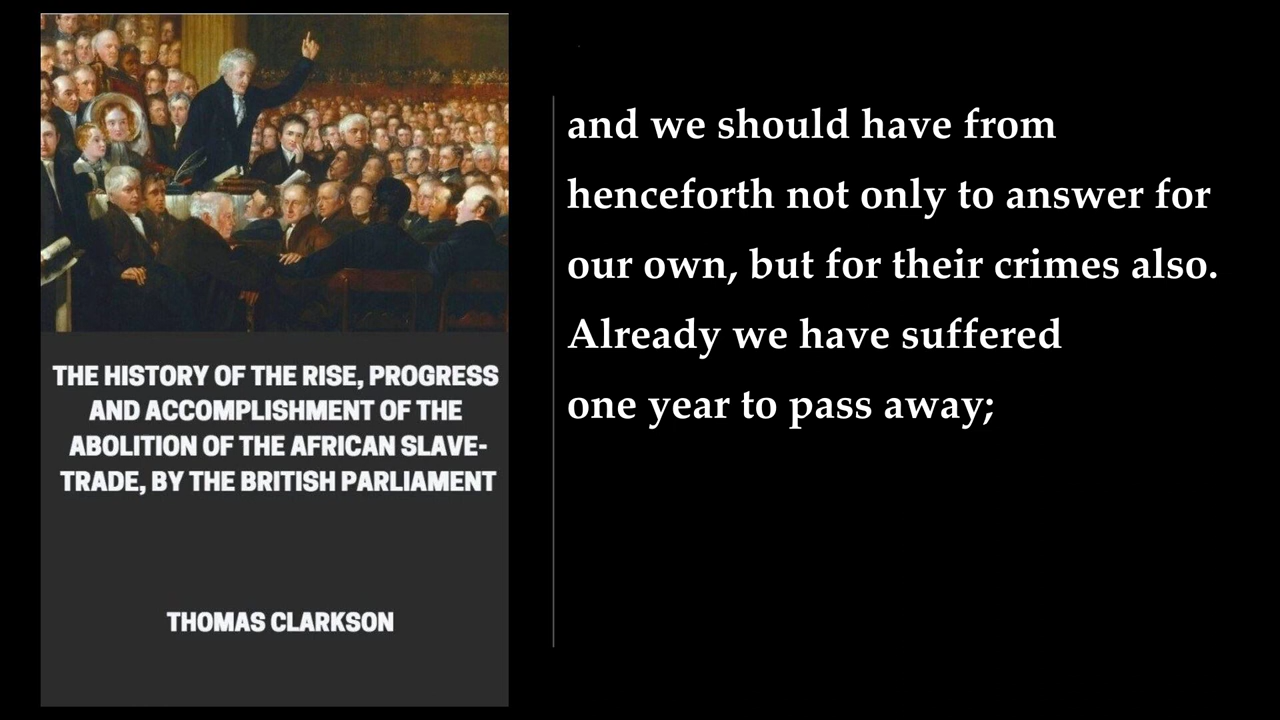 THE HISTORY OF THE RISE, PROGRESS
AND ACCOMPLISHMENT OF THE
ABOLITION OF THE AFRICAN SLAVE-
TRADE, BY THE BRITISH PARLIAMENT
THOMAS CLARKSON
and we should have from
henceforth not only to answer for
our own, but for their crimes also.
Already we have suffered
one year to pass away;